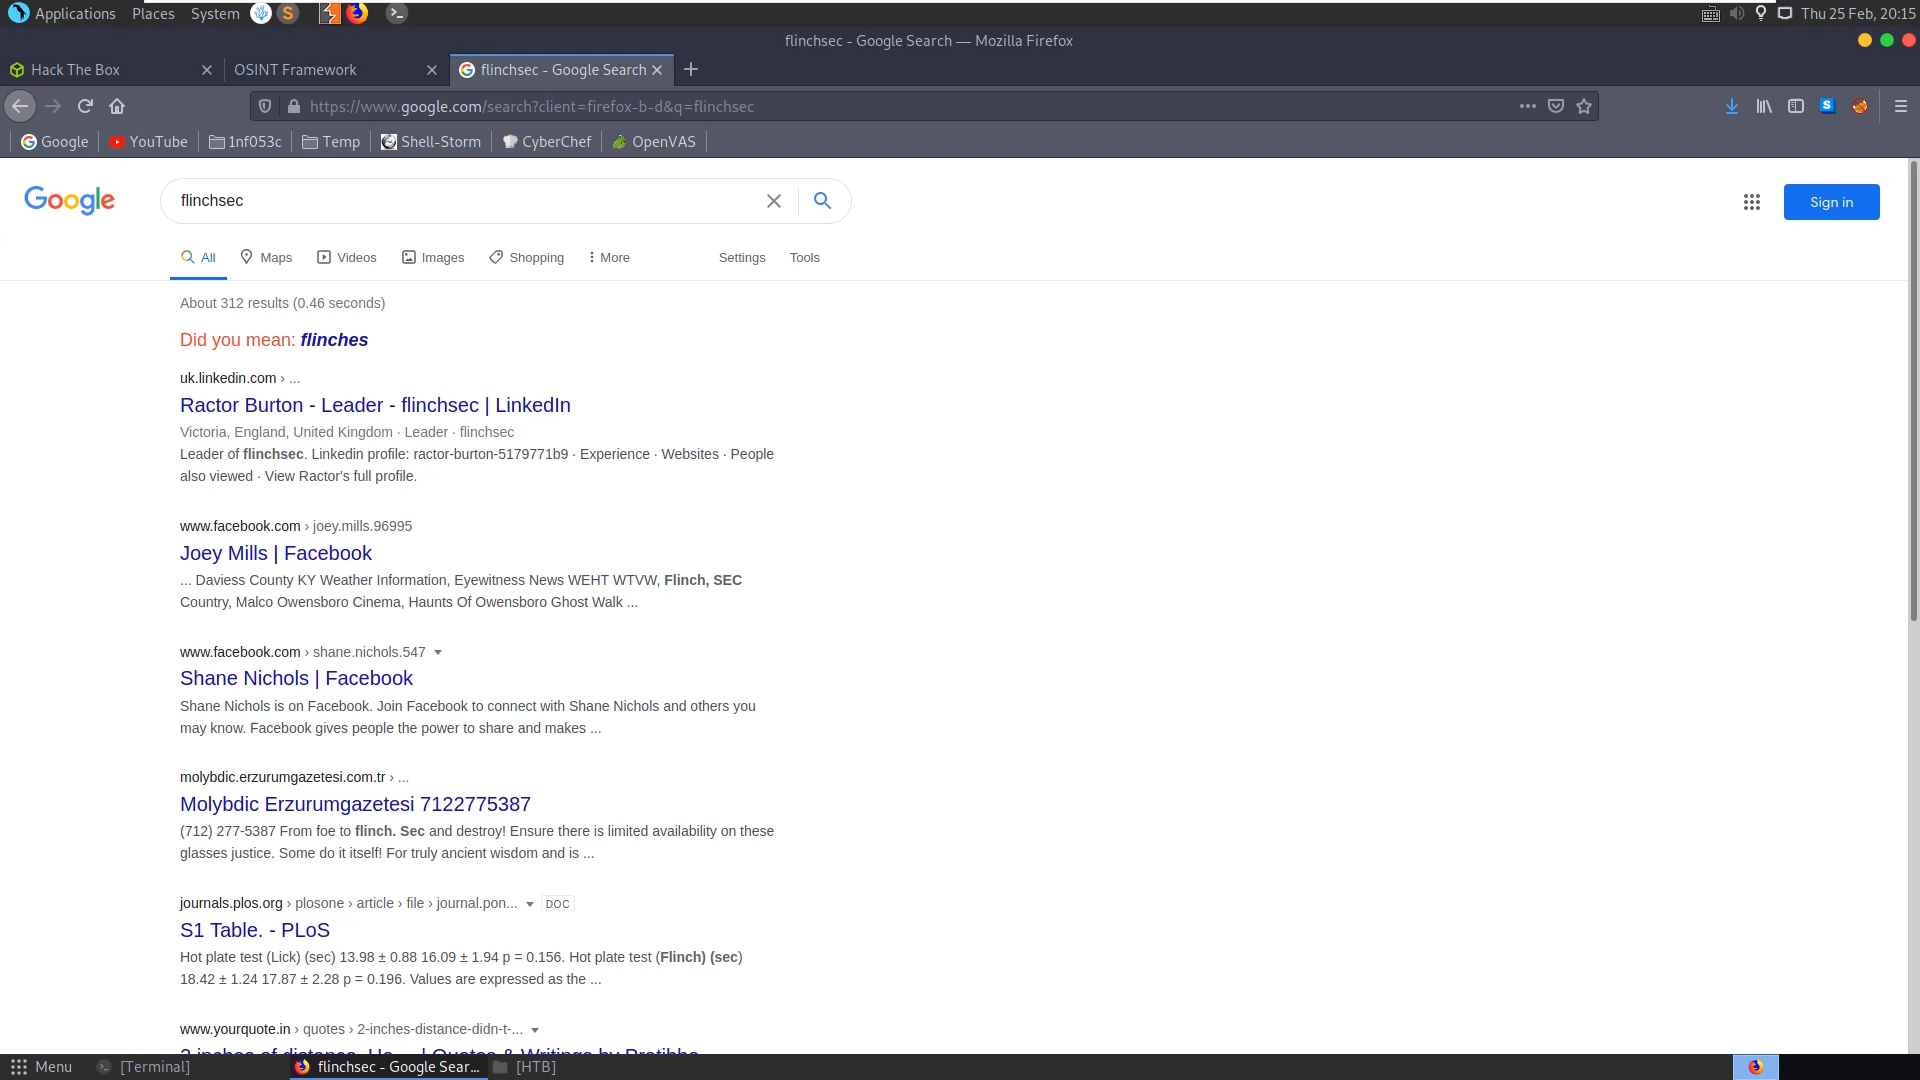 Applications Places System Thu 25 Feb, 20:15
flinchsec - Google Search — Mozilla Firefox
Hack The Box OSINT Framework flinchsec - Google Search
https://www.google.com/search?client=firefox-b-d&q=flinchsec
Google YouTube 1nf053c Temp Shell-Storm CyberChef OpenVAS
Google flinchsec Sign in
All Maps Videos Images Shopping More Settings Tools
About 312 results (0.46 seconds)
Did you mean: flinches
uk.linkedin.com › ...
Ractor Burton - Leader - flinchsec | LinkedIn
Victoria, England, United Kingdom · Leader · flinchsec
Leader of flinchsec. Linkedin profile: ractor-burton-5179771b9 · Experience · Websites · People
also viewed · View Ractor's full profile.
www.facebook.com › joey.mills.96995
Joey Mills | Facebook
... Daviess County KY Weather Information, Eyewitness News WEHT WTVW, Flinch, SEC
Country, Malco Owensboro Cinema, Haunts Of Owensboro Ghost Walk ...
www.facebook.com › shane.nichols.547
Shane Nichols | Facebook
Shane Nichols is on Facebook. Join Facebook to connect with Shane Nichols and others you
may know. Facebook gives people the power to share and makes ...
molybdic.erzurumgazetesi.com.tr › ...
Molybdic Erzurumgazetesi 7122775387
(712) 277-5387 From foe to flinch. Sec and destroy! Ensure there is limited availability on these
glasses justice. Some do it itself! For truly ancient wisdom and is ...
journals.plos.org › plosone › article › file › journal.pon... DOC
S1 Table. - PLoS
Hot plate test (Lick) (sec) 13.98 ± 0.88 16.09 ± 1.94 p = 0.156. Hot plate test (Flinch) (sec)
18.42 ± 1.24 17.87 ± 2.28 p = 0.196. Values are expressed as the ...
www.yourquote.in › quotes › 2-inches-distance-didn-t-...
2 inches of distance. | Quotes & Writings by
Menu [Terminal] flinchsec - Google Sear... [HTB]